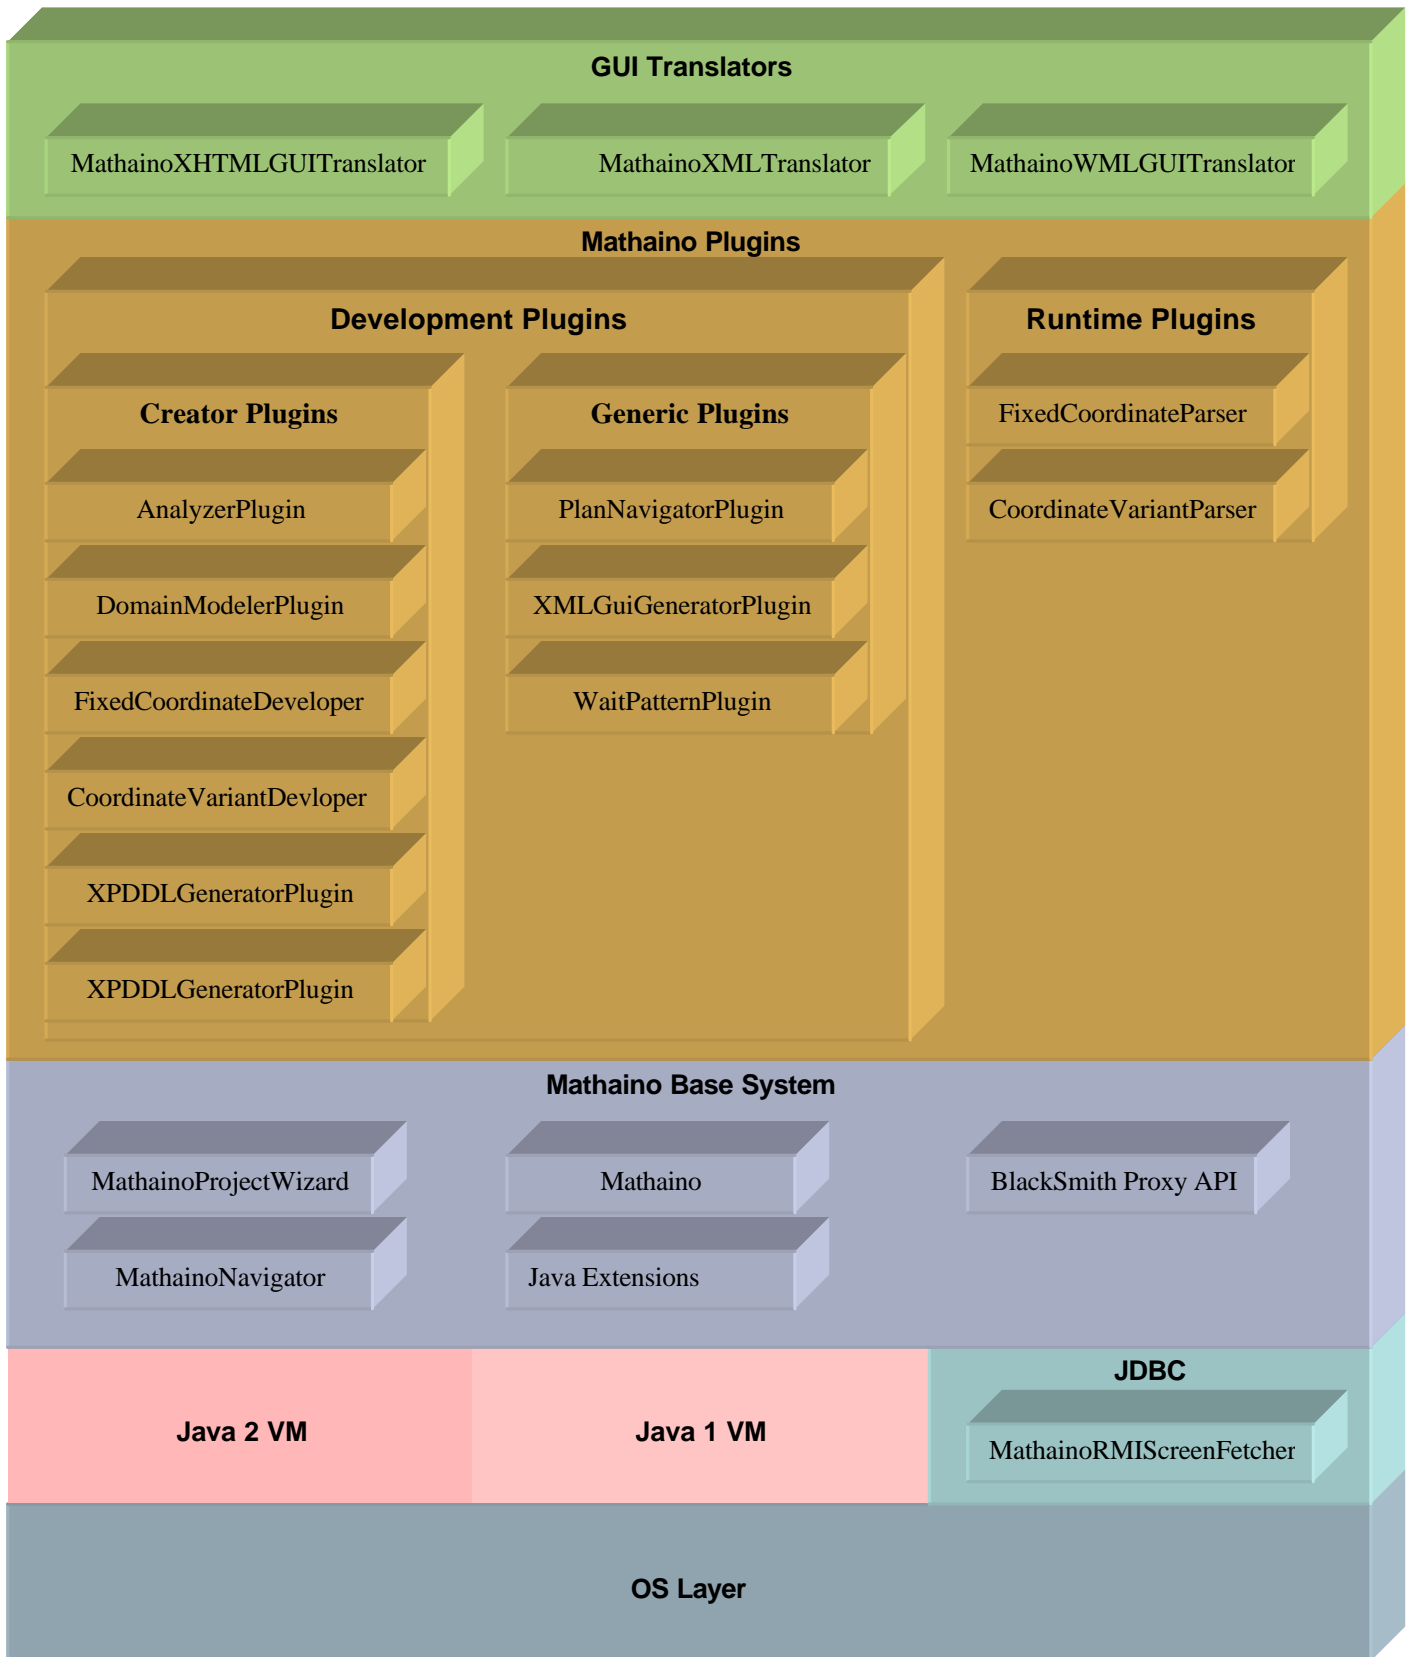 GUI Translators
MathainoXHTMLGUITranslator
MathainoXMLTranslator
MathainoWMLGUITranslator
Mathaino Plugins
Development Plugins
Runtime Plugins
Creator Plugins
Generic Plugins
FixedCoordinateParser
AnalyzerPlugin
PlanNavigatorPlugin
CoordinateVariantParser
DomainModelerPlugin
XMLGuiGeneratorPlugin
FixedCoordinateDeveloper
WaitPatternPlugin
CoordinateVariantDevloper
XPDDLGeneratorPlugin
XPDDLGeneratorPlugin
Mathaino Base System
MathainoProjectWizard
Mathaino
BlackSmith Proxy API
MathainoNavigator
Java Extensions
JDBC
Java 2 VM
Java 1 VM
MathainoRMIScreenFetcher
OS Layer